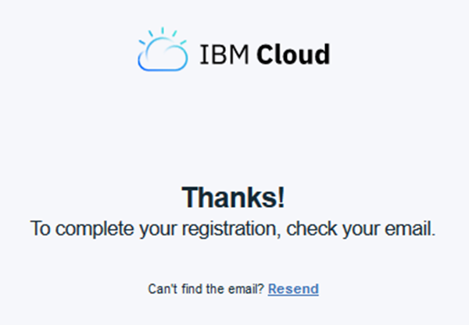 IBM Cloud
Thanks!
To complete your registration, check your email.
Can't find the email? Resend